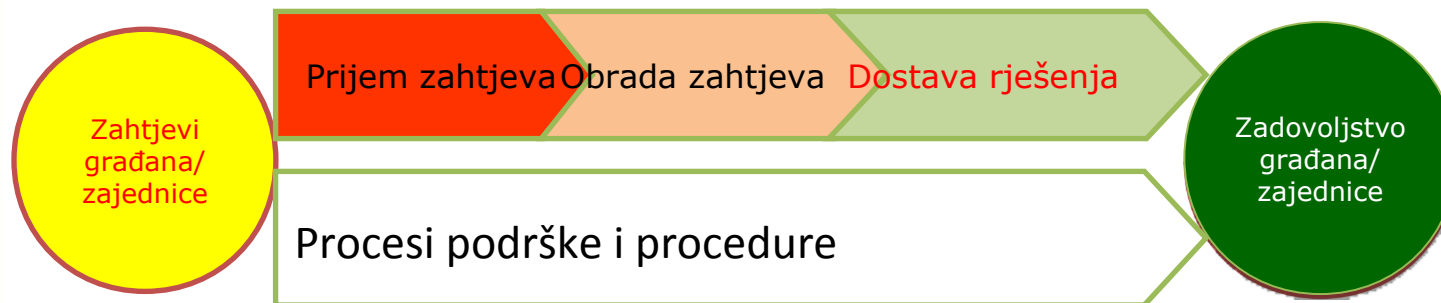 Zahtjevi
građana/
zajednice
Prijem zahtjeva
Obrada zahtjeva
Dostava rješenja
Procesi podrške i procedure
Zadovoljstvo
građana/
zajednice